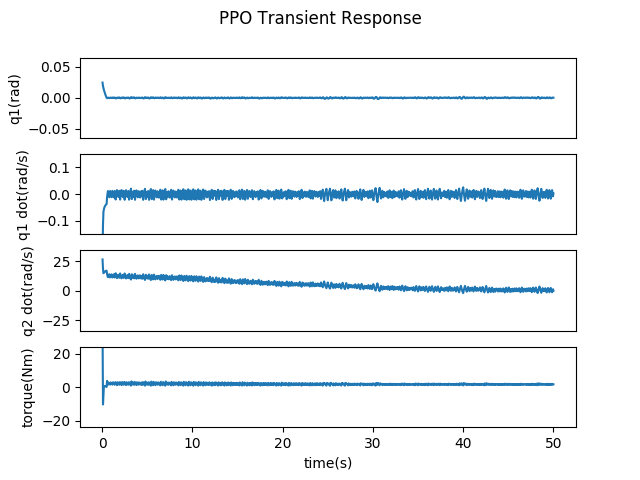 PPO Transient Response
q1(rad)
0.05
0.00
−0.05
q1 dot(rad/s)
0.1
0.0
−0.1
q2 dot(rad/s)
25
0
−25
torque(Nm)
20
0
−20
0 10 20 30 40 50
time(s)